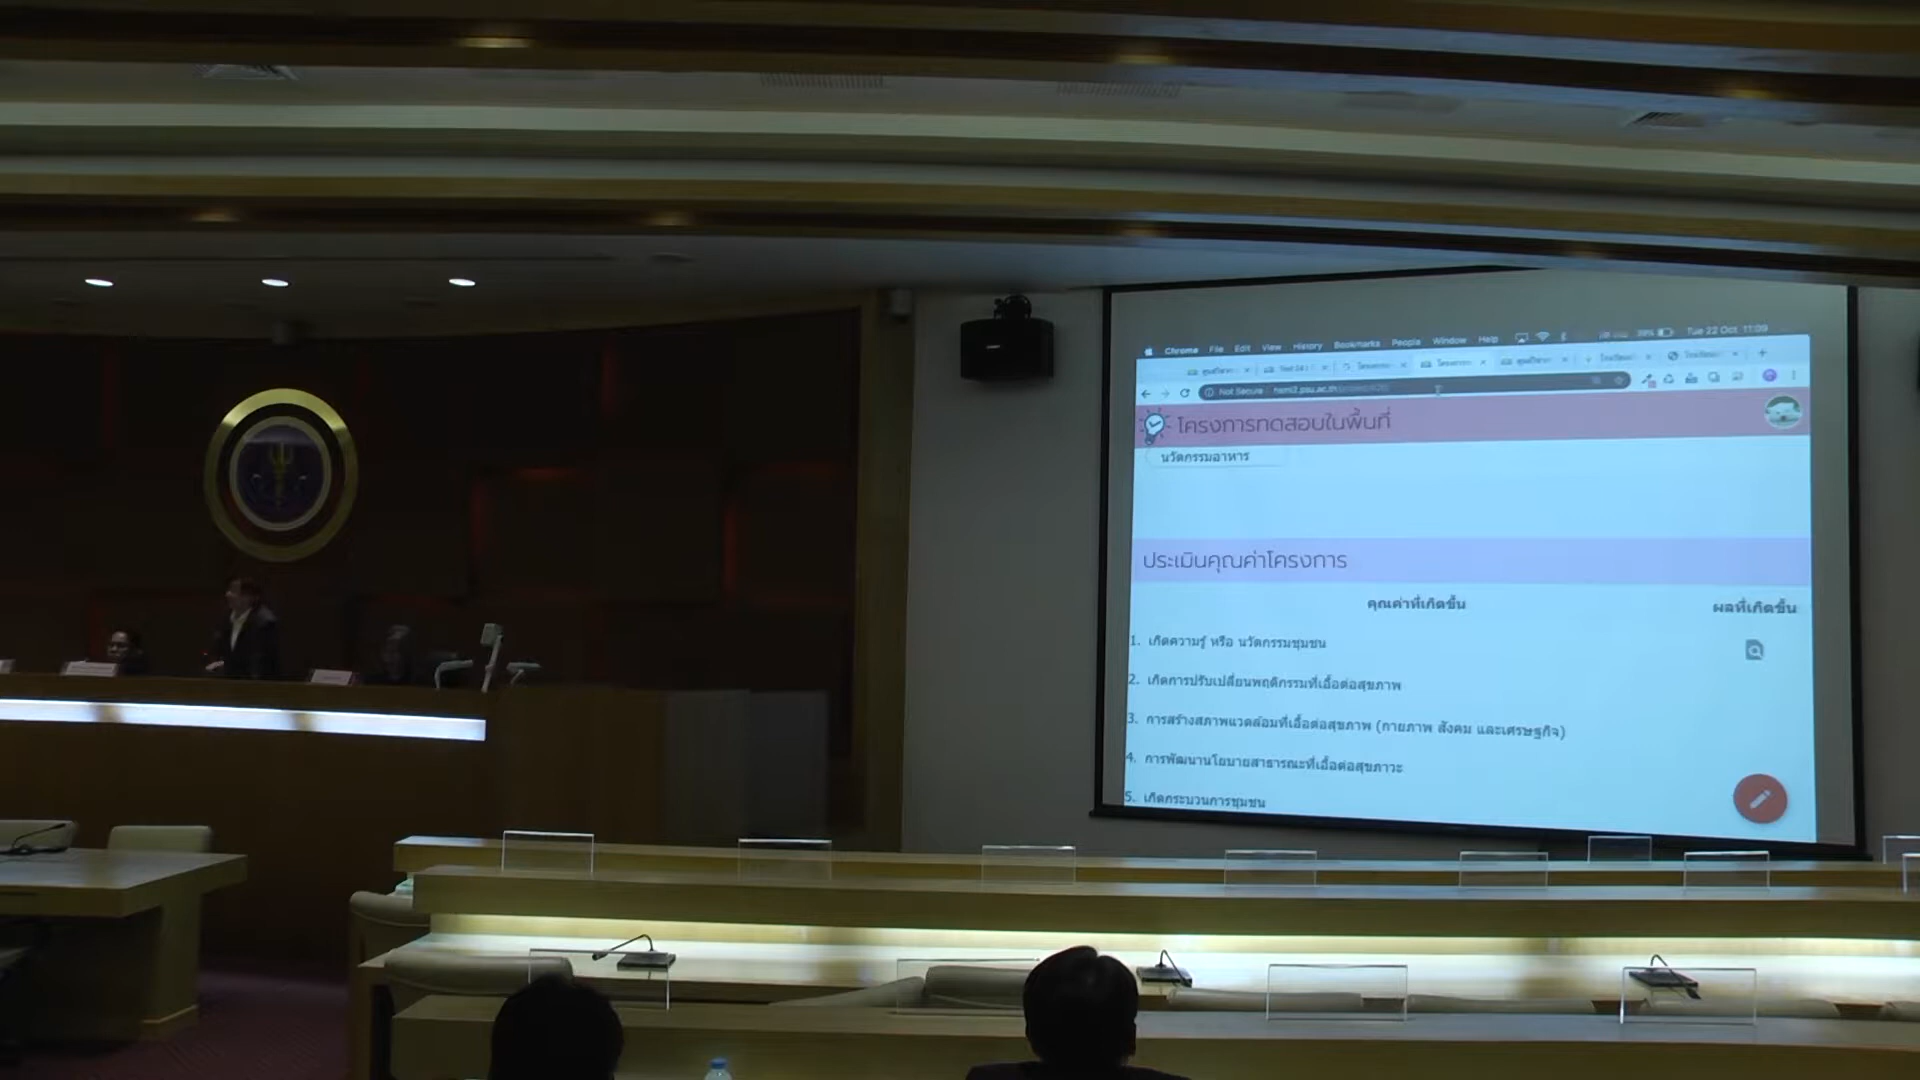 Chrome File Edit View History Bookmarks People Window Help Tue 22 Oct 11:09
Not Secure
โครงการทดสอบในพื้นที่
นวัตกรรมอาหาร
ประเมินคุณค่าโครงการ
คุณค่าที่เกิดขึ้น ผลที่เกิดขึ้น
1. เกิดความรู้ หรือ นวัตกรรมชุมชน
2. เกิดการปรับเปลี่ยนพฤติกรรมที่เอื้อต่อสุขภาพ
3. การสร้างสภาพแวดล้อมที่เอื้อต่อสุขภาพ (กายภาพ สังคม และเศรษฐกิจ)
4. การพัฒนานโยบายสาธารณะที่เอื้อต่อสุขภาวะ
5. เกิดกระบวนการชุมชน